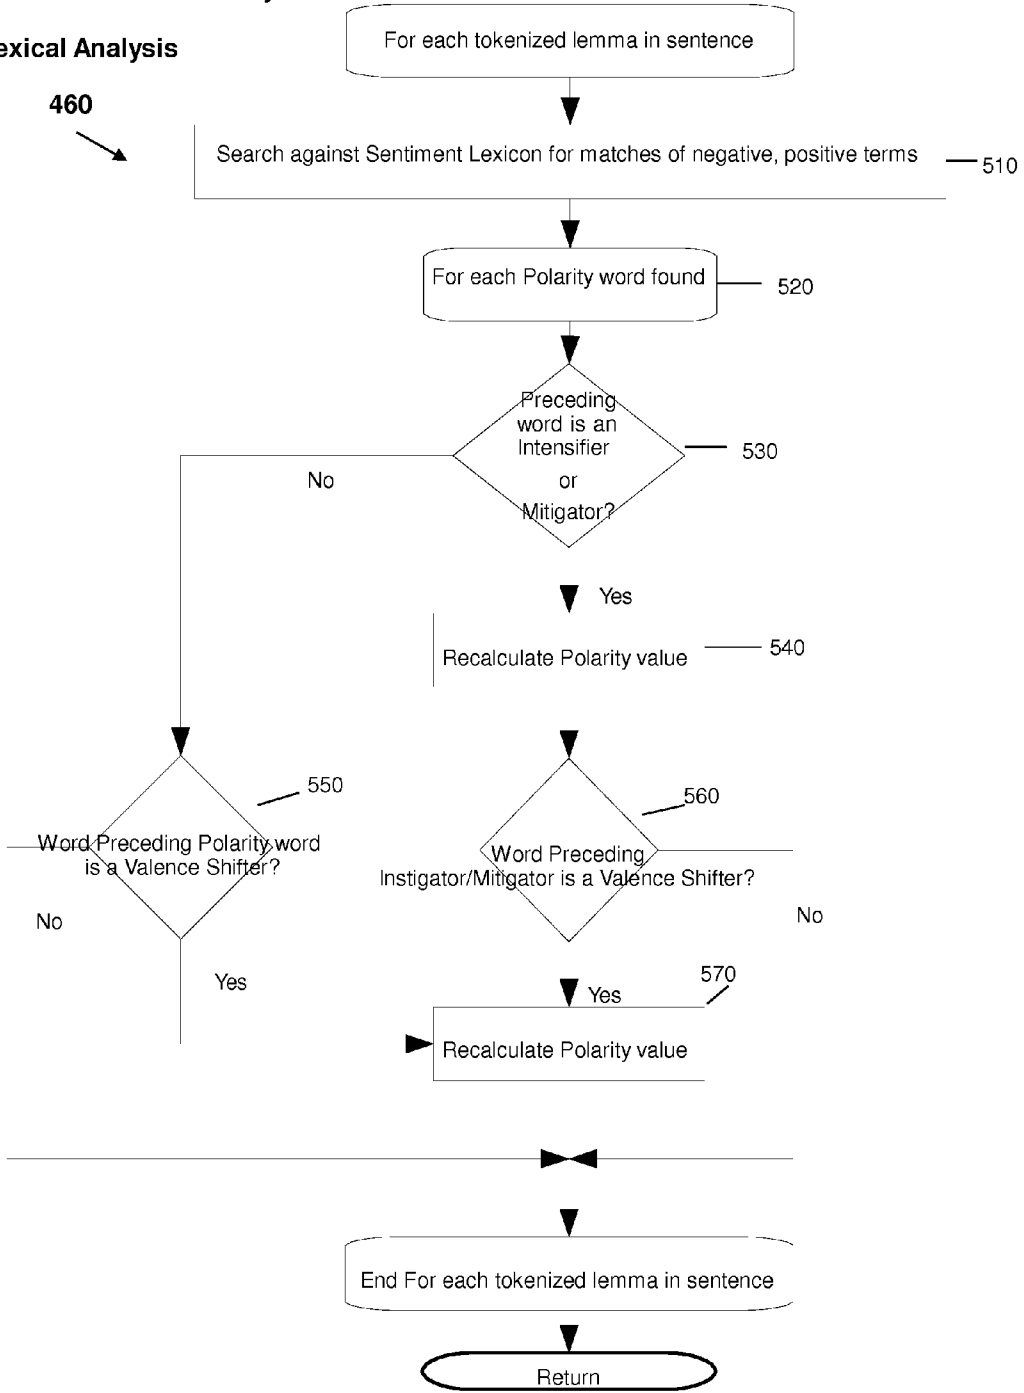 For each tokenized lemma in sentence
exical Analysis
460
Search against Sentiment Lexicon for matches of negative, positive terms
510
For each Polarity word found
520
Preceding
word is an
Intensifier
or
Mitigator?
530
No
Yes
Recalculate Polarity value
540
550
Word Preceding Polarity word
is a Valence Shifter?
560
Word Preceding
Instigator/Mitigator is a Valence Shifter?
No
No
Yes
570
Yes
Recalculate Polarity value
End For each tokenized lemma in sentence
Return